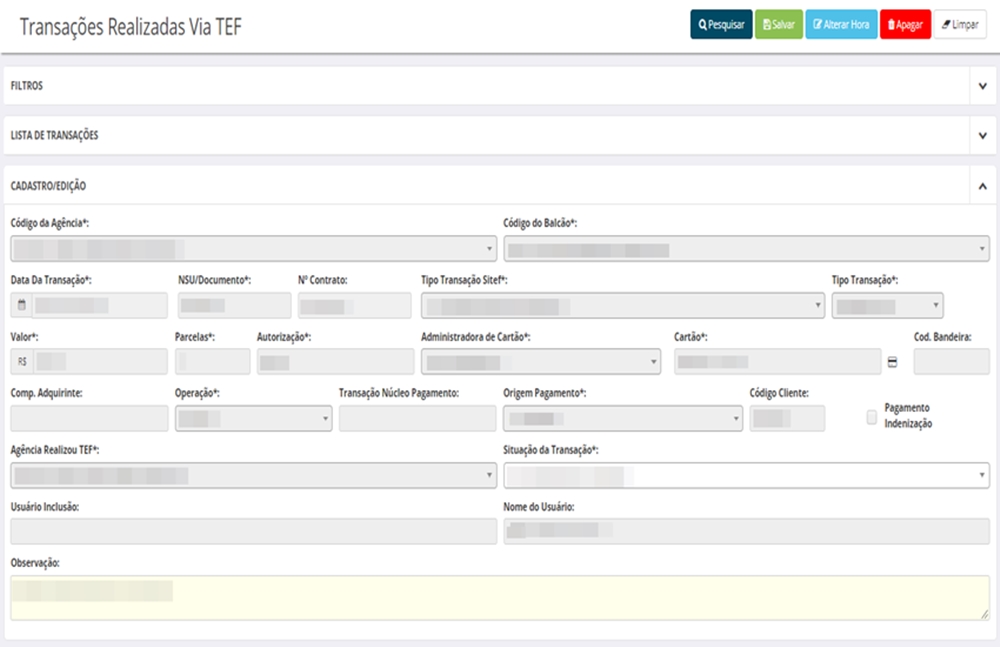 Transações Realizadas Via TEF
Pesquisar Salvar Alterar Hora Apagar Limpar
FILTROS
LISTA DE TRANSAÇÕES
CADASTRO/EDIÇÃO
Código da Agência*: Código do Balcão*:
Data Da Transação*: NSU/Documento*: Nº Contrato: Tipo Transação Sitef*: Tipo Transação*:
Valor*: Parcelas*: Autorização*: Administradora de Cartão*: Cartão*: Cod. Bandeira:
R$
Comp. Adquirinte: Operação*: Transação Núcleo Pagamento: Origem Pagamento*: Código Cliente:
Pagamento
Indenização
Agência Realizou TEF*: Situação da Transação*:
Usuário Inclusão: Nome do Usuário:
Observação: